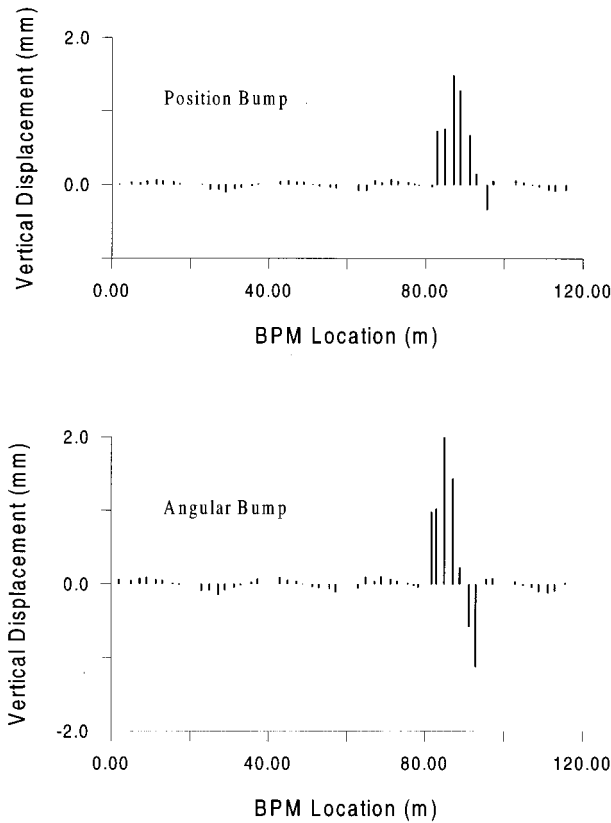 2.0
Position Bump
0.0
Vertical Displacement (mm)
0.00 40.00 80.00 120.00
BPM Location (m)
2.0
Angular Bump
0.0
-2.0
Vertical Displacement (mm)
0.00 40.00 80.00 120.00
BPM Location (m)